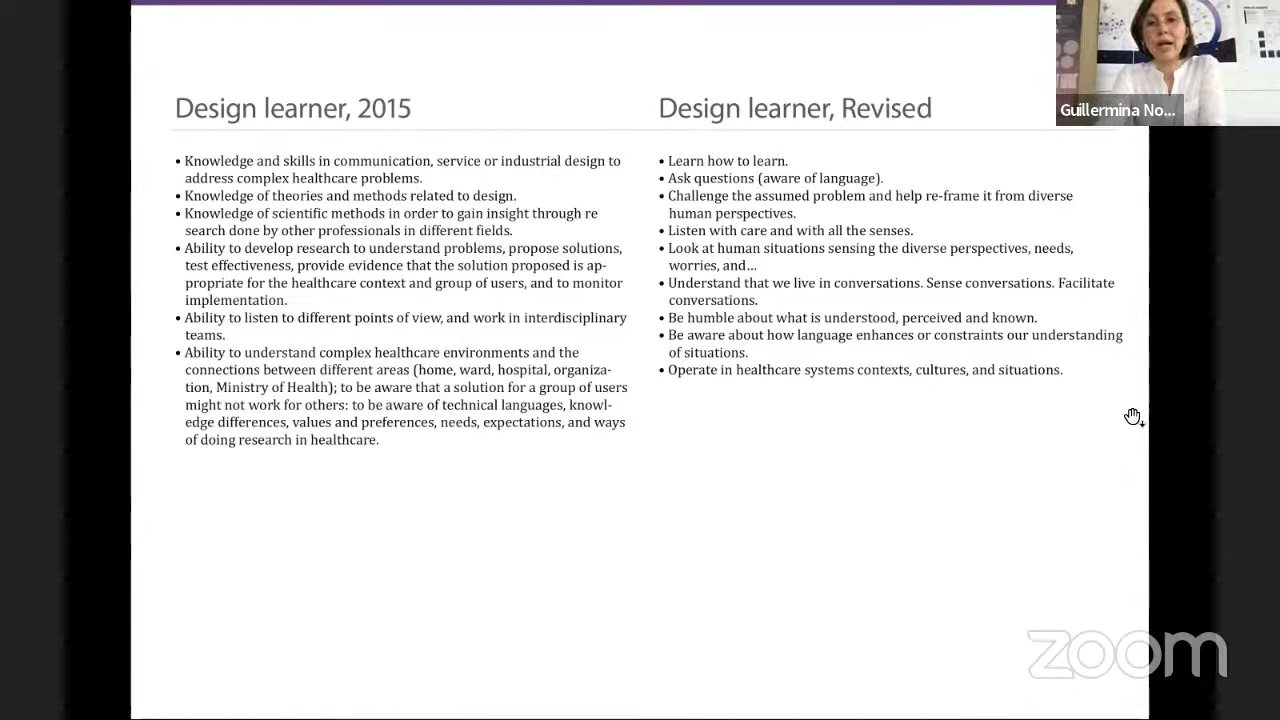 Design learner, 2015
• Knowledge and skills in communication, service or industrial design to
address complex healthcare problems.
• Knowledge of theories and methods related to design.
• Knowledge of scientific methods in order to gain insight through re
search done by other professionals in different fields.
• Ability to develop research to understand problems, propose solutions,
test effectiveness, provide evidence that the solution proposed is ap-
propriate for the healthcare context and group of users, and to monitor
implementation.
• Ability to listen to different points of view, and work in interdisciplinary
teams.
• Ability to understand complex healthcare environments and the
connections between different areas (home, ward, hospital, organiza-
tion, Ministry of Health); to be aware that a solution for a group of users
might not work for others: to be aware of technical languages, knowl-
edge differences, values and preferences, needs, expectations, and ways
of doing research in healthcare.
Design learner, Revised
• Learn how to learn.
• Ask questions (aware of language).
• Challenge the assumed problem and help re-frame it from diverse
human perspectives.
• Listen with care and with all the senses.
• Look at human situations sensing the diverse perspectives, needs,
worries, and...
• Understand that we live in conversations. Sense conversations. Facilitate
conversations.
• Be humble about what is understood, perceived and known.
• Be aware about how language enhances or constraints our understanding
of situations.
• Operate in healthcare systems contexts, cultures, and situations.
Guillermina No...
zoom